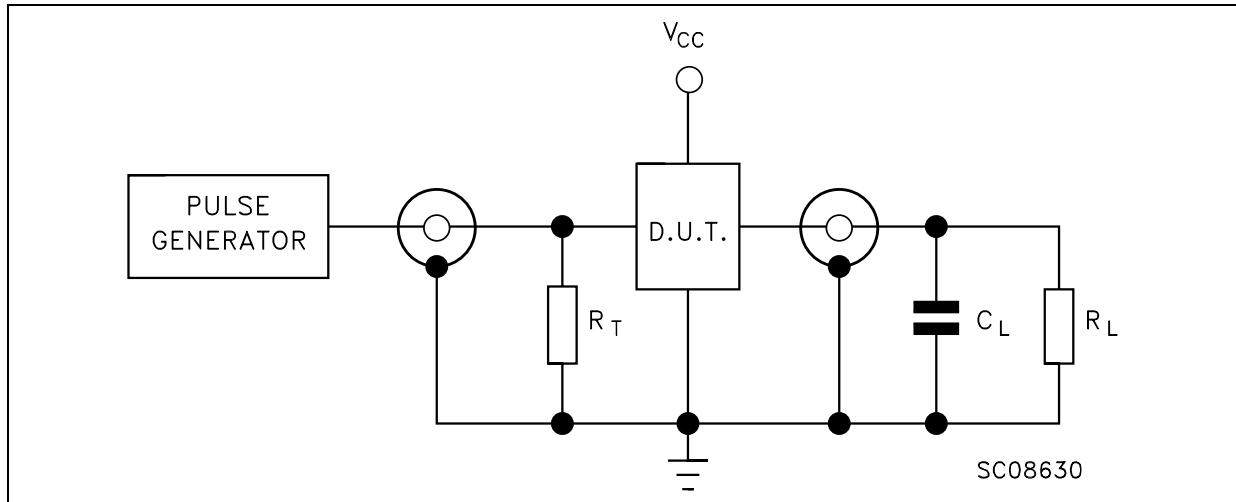 VCC
PULSE
GENERATOR
D.U.T.
RT
CL
RL
SC08630